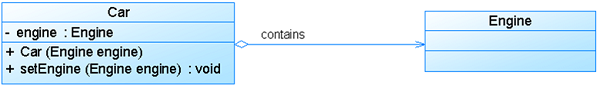 Car
- engine : Engine
+ Car (Engine engine)
+ setEngine (Engine engine) : void
contains
Engine